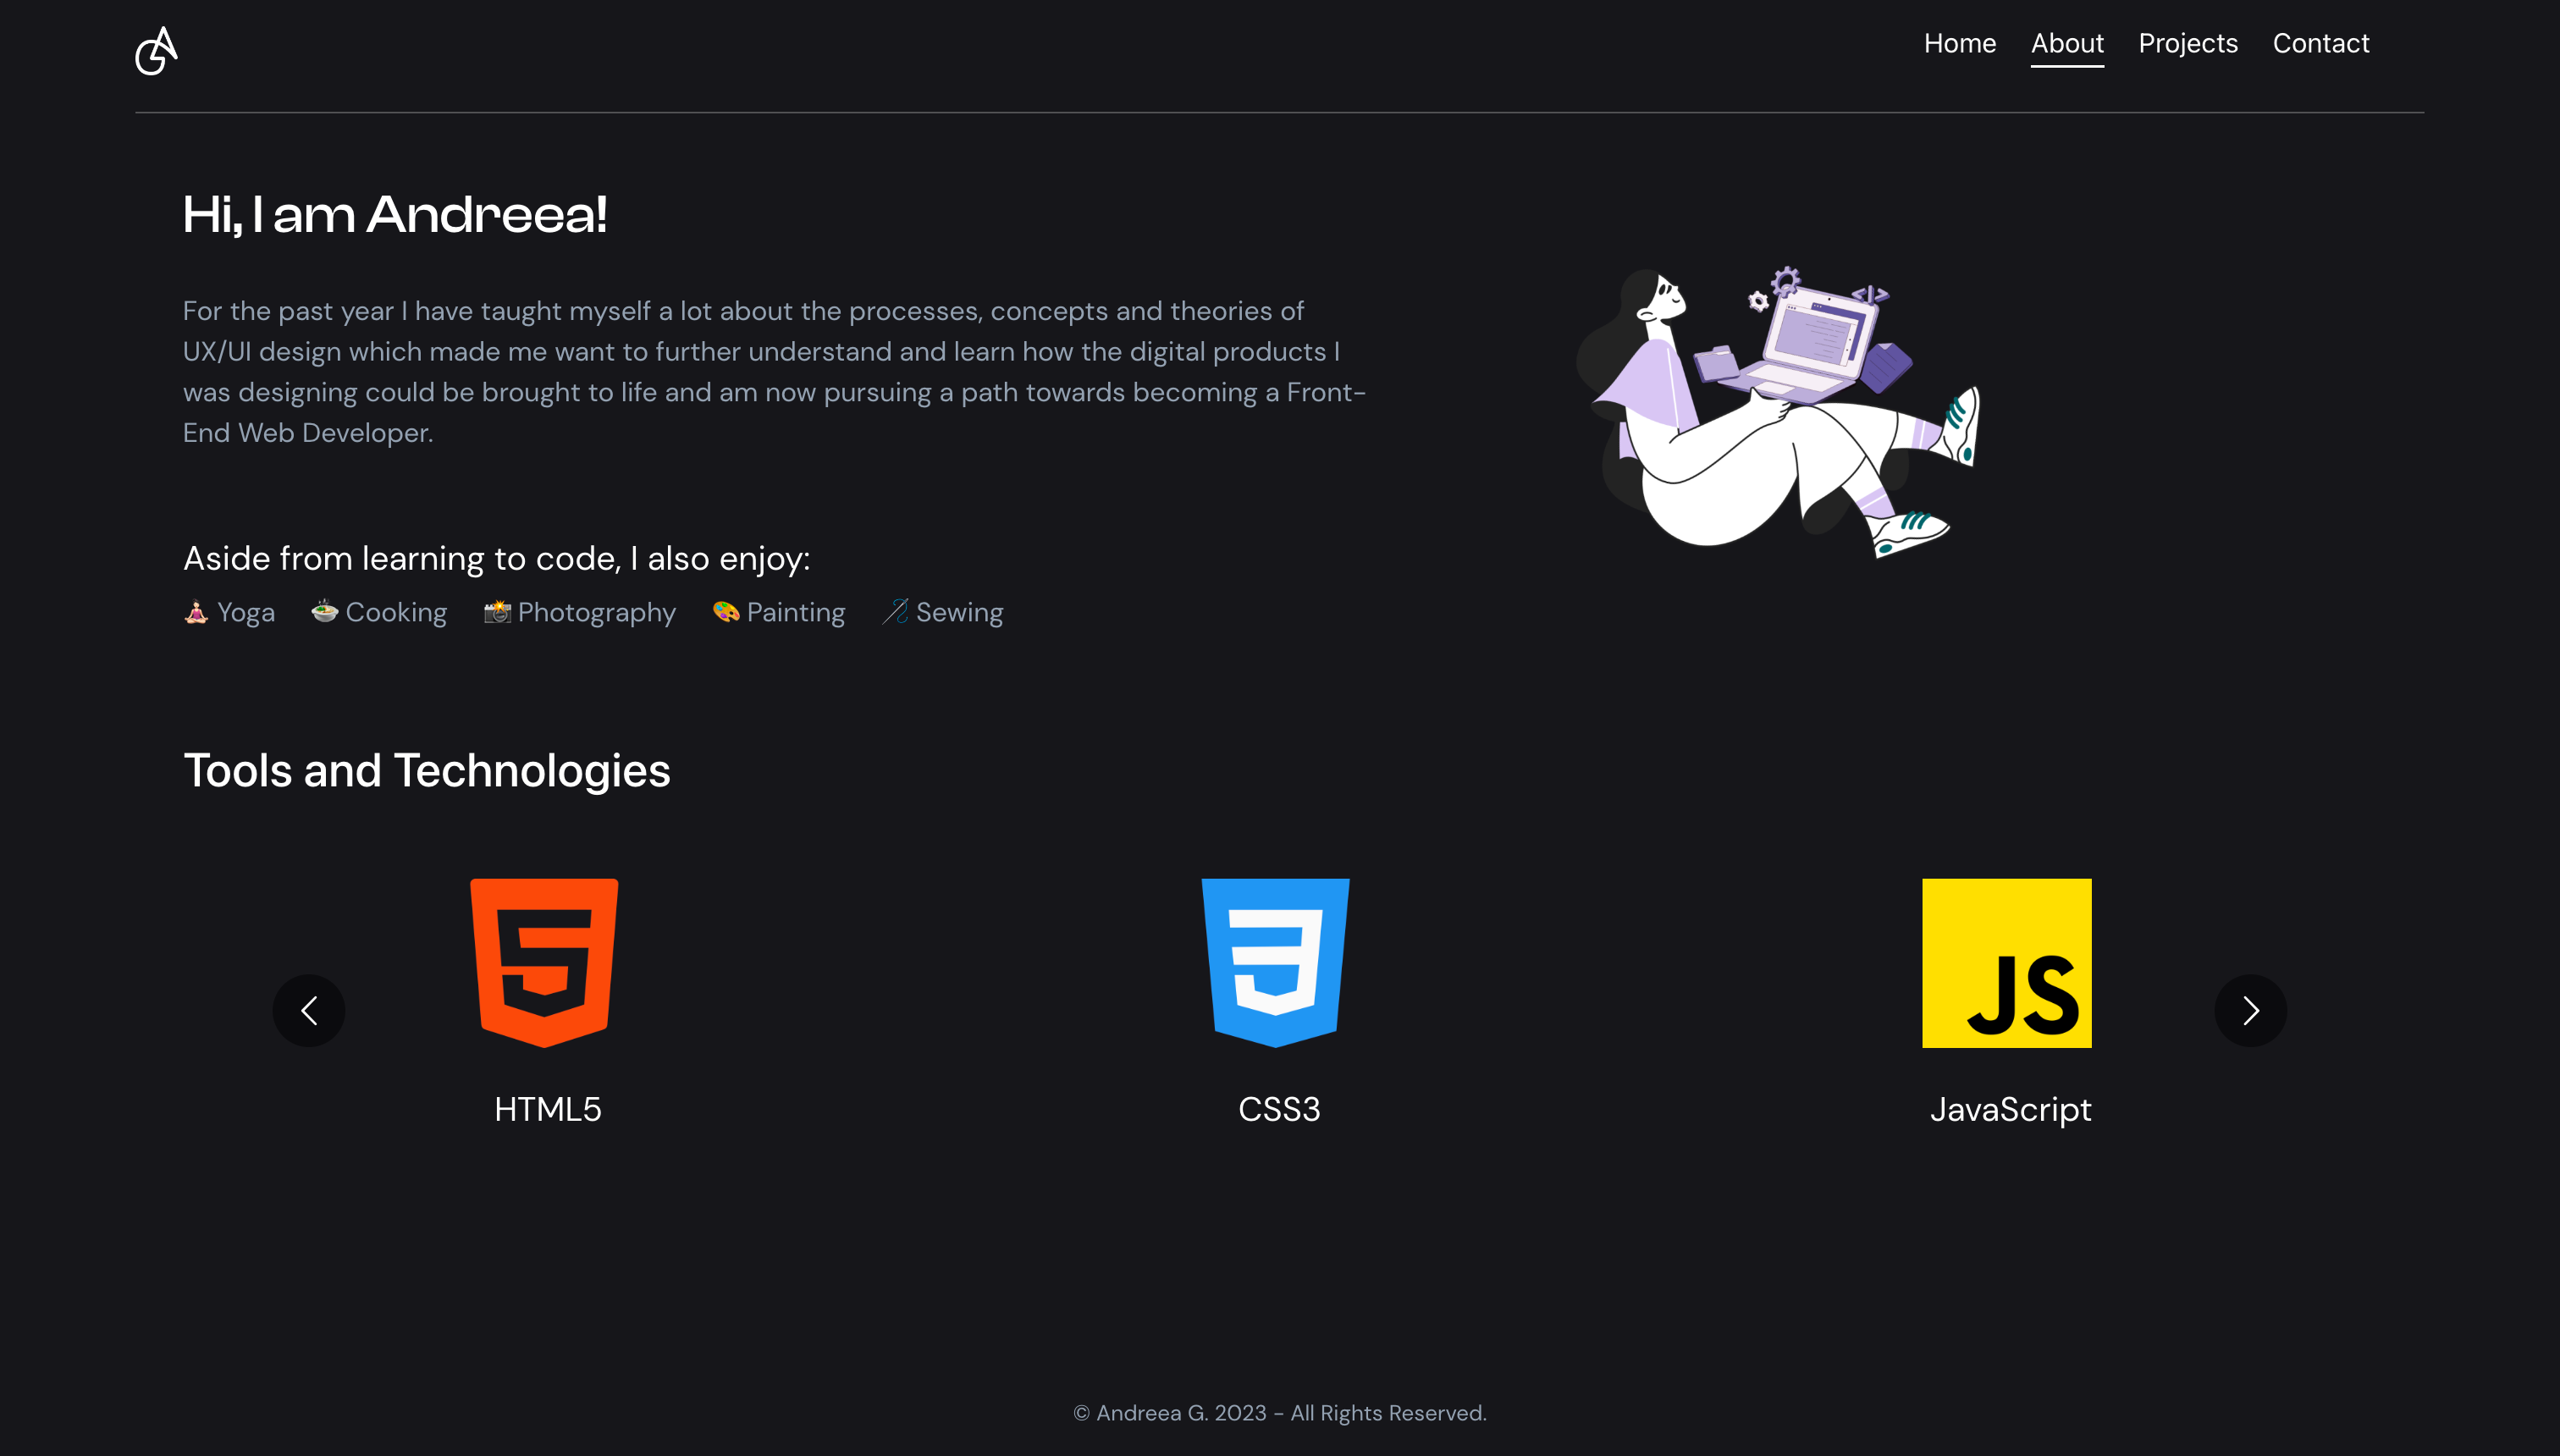 Home About Projects Contact
Hi, I am Andreea!
For the past year I have taught myself a lot about the processes, concepts and theories of
UX/UI design which made me want to further understand and learn how the digital products I
was designing could be brought to life and am now pursuing a path towards becoming a Front-
End Web Developer.
Aside from learning to code, I also enjoy:
🧘🏻‍♀️ Yoga 🍲 Cooking 📸 Photography 🎨 Painting 🪡 Sewing
Tools and Technologies
JS
HTML5 CSS3 JavaScript
© Andreea G. 2023 - All Rights Reserved.